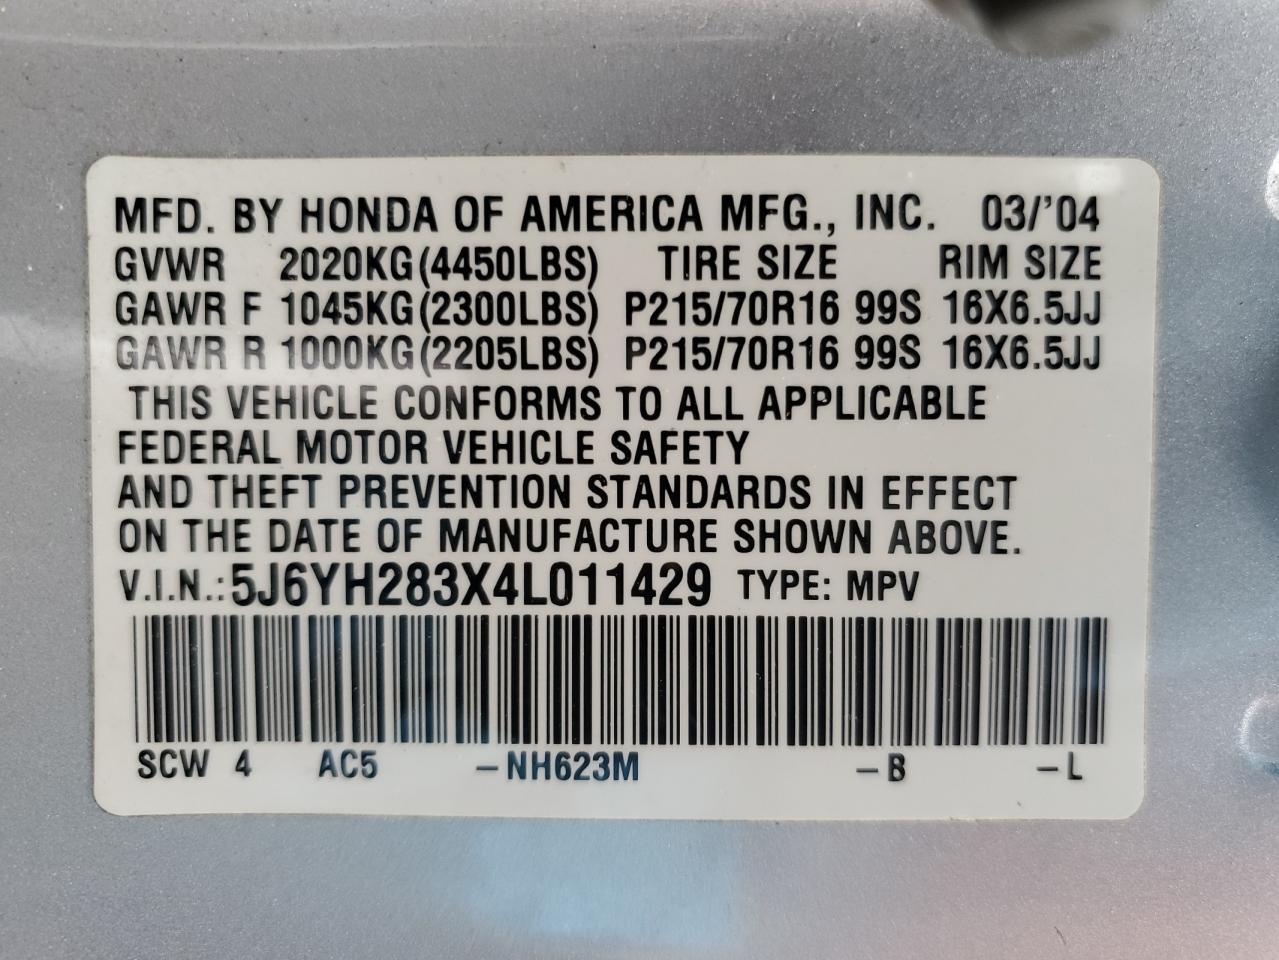 MFD. BY HONDA OF AMERICA MFG., INC. 03/'04
GVWR 2020KG(4450LBS) TIRE SIZE RIM SIZE
GAWR F 1045KG(2300LBS) P215/70R16 99S 16X6.5JJ
GAWR R 1000KG(2205LBS) P215/70R16 99S 16X6.5JJ
THIS VEHICLE CONFORMS TO ALL APPLICABLE
FEDERAL MOTOR VEHICLE SAFETY
AND THEFT PREVENTION STANDARDS IN EFFECT
ON THE DATE OF MANUFACTURE SHOWN ABOVE.
V.I.N.:5J6YH283X4L011429 TYPE: MPV
SCW 4 AC5 –NH623M –B –L